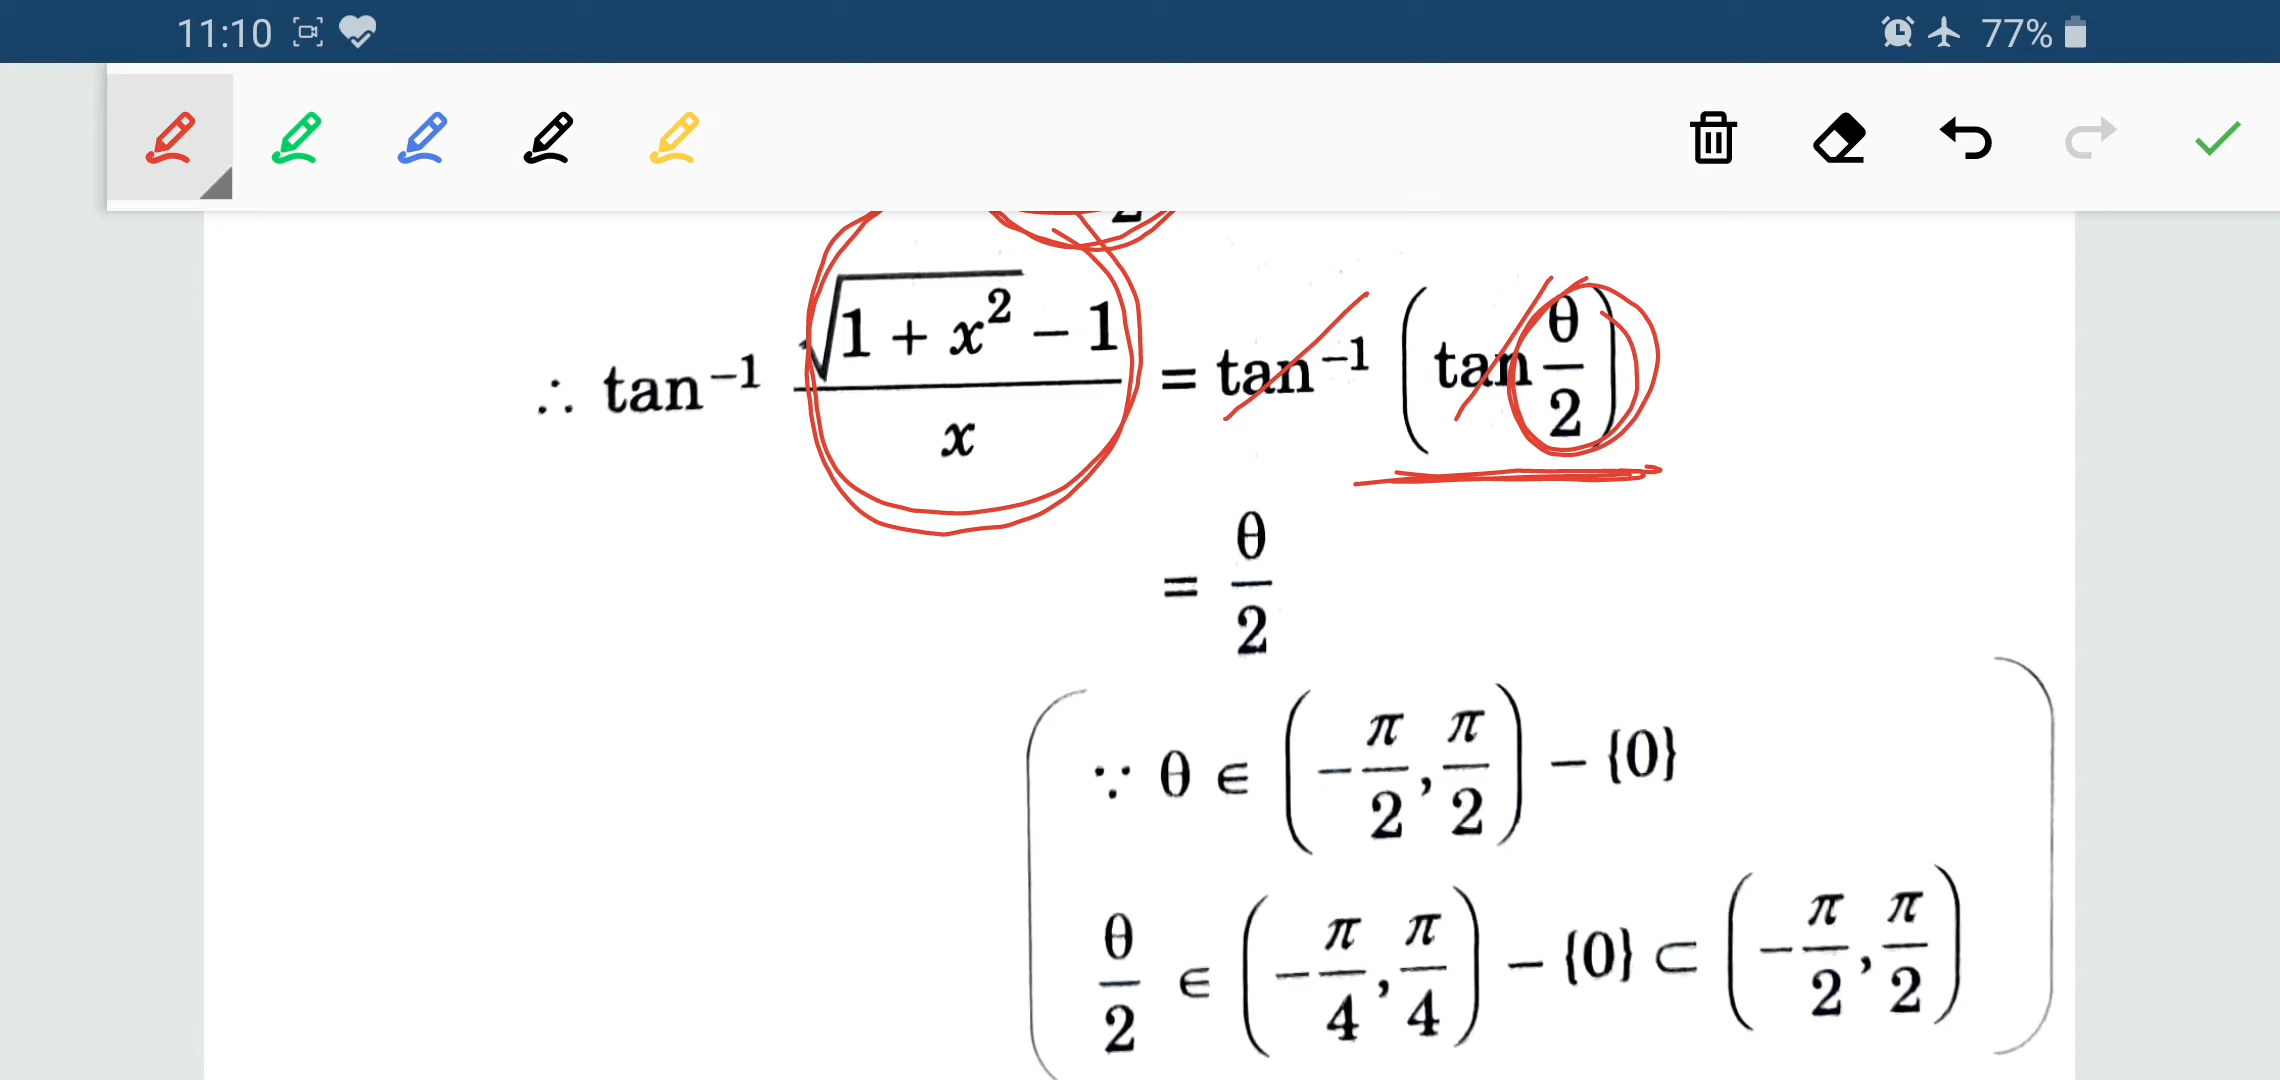 11:10 77%
2
∴ tan⁻¹ (√(1 + x²) − 1)/x = tan⁻¹ (tan θ/2)
= θ/2
∵ θ ∈ (−π/2, π/2) − {0}
θ/2 ∈ (−π/4, π/4) − {0} ⊂ (−π/2, π/2)